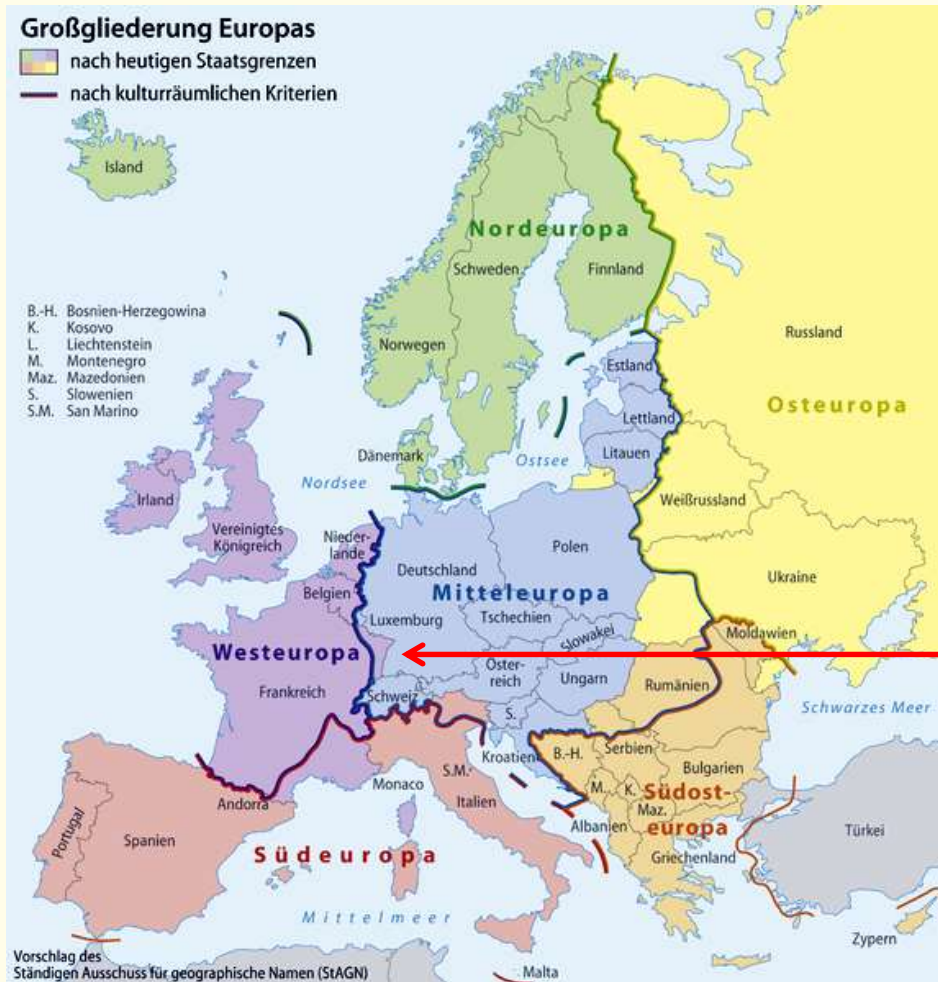 Großgliederung Europas
nach heutigen Staatsgrenzen
nach kulturräumlichen Kriterien
Island
Nordeuropa
Schweden
Finnland
Norwegen
Russland
B.-H. Bosnien-Herzegowina
K. Kosovo
L. Liechtenstein
M. Montenegro
Maz. Mazedonien
S. Slowenien
S.M. San Marino
Estland
Lettland
Litauen
Osteuropa
Dänemark
Ostsee
Nordsee
Weißrussland
Irland
Vereinigtes
Königreich
Nieder-
lande
Polen
Deutschland
Ukraine
Belgien
Mitteleuropa
Luxemburg
Tschechien
Slowakei
Moldawien
Westeuropa
Öster-
reich
Ungarn
Rumänien
Frankreich
Schweiz
S.
Schwarzes Meer
Kroatien
B.-H.
Serbien
Bulgarien
S.M.
Monaco
Andorra
Italien
M.
K.
Maz.
Südost-
europa
Albanien
Türkei
Portugal
Spanien
Südeuropa
Griechenland
Mittelmeer
Zypern
Vorschlag des
Ständigen Ausschuss für geographische Namen (StAGN)
Malta